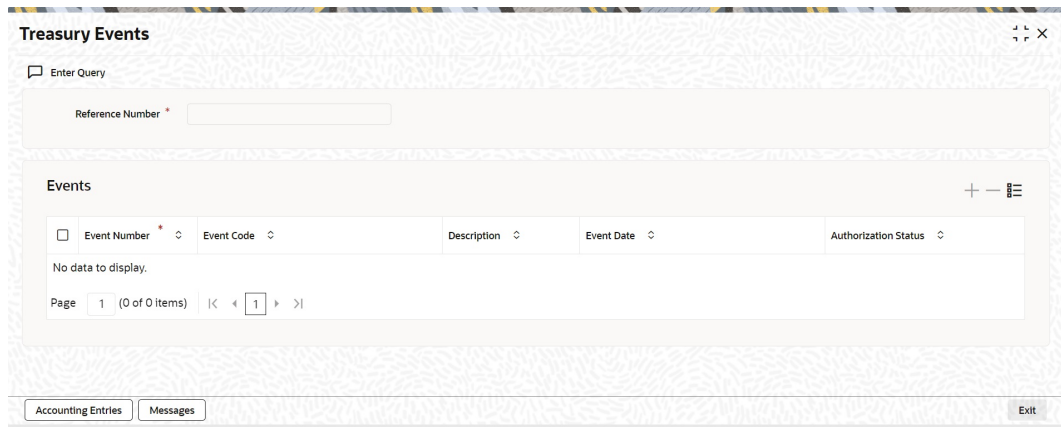 Treasury Events
Enter Query
Reference Number *
Events
Event Number * Event Code Description Event Date Authorization Status
No data to display.
Page 1 (0 of 0 items) 1
Accounting Entries Messages Exit